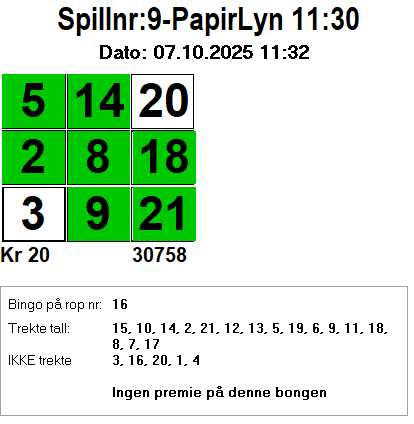 Spillnr:9-PapirLyn 11:30
Dato: 07.10.2025 11:32
5 14 20
2 8 18
3 9 21
Kr 20 30758
Bingo på rop nr: 16
Trekte tall: 15, 10, 14, 2, 21, 12, 13, 5, 19, 6, 9, 11, 18,
8, 7, 17
IKKE trekte 3, 16, 20, 1, 4
Ingen premie på denne bongen